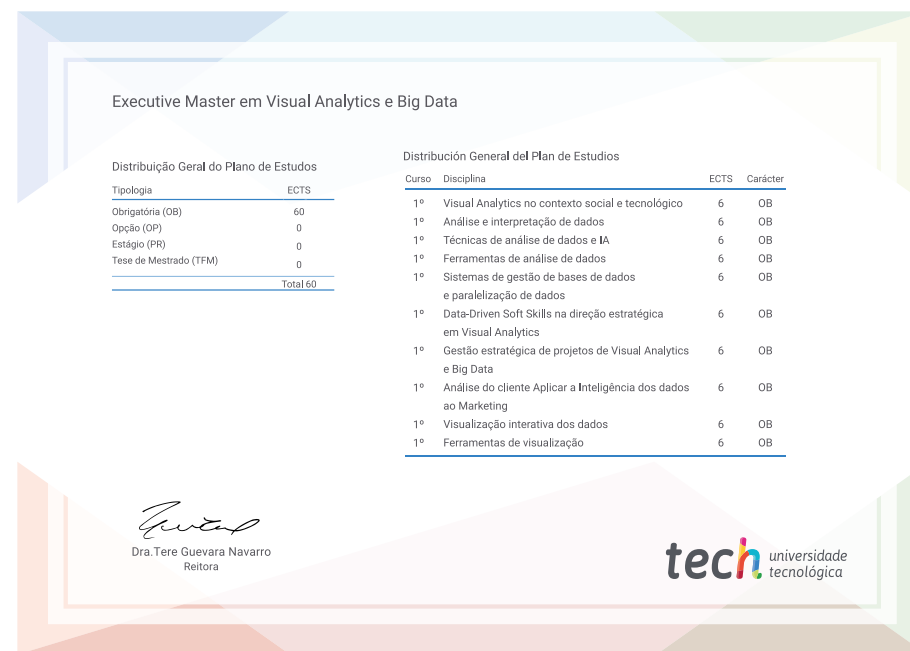 Executive Master em Visual Analytics e Big Data
Distribuição Geral do Plano de Estudos
Tipologia ECTS
Obrigatória (OB) 60
Opção (OP) 0
Estágio (PR) 0
Tese de Mestrado (TFM) 0
Total 60
Distribución General del Plan de Estudios
Curso Disciplina ECTS Carácter
1º Visual Analytics no contexto social e tecnológico 6 OB
1º Análise e interpretação de dados 6 OB
1º Técnicas de análise de dados e IA 6 OB
1º Ferramentas de análise de dados 6 OB
1º Sistemas de gestão de bases de dados 6 OB
e paralelização de dados
1º Data-Driven Soft Skills na direção estratégica 6 OB
em Visual Analytics
1º Gestão estratégica de projetos de Visual Analytics 6 OB
e Big Data
1º Análise do cliente Aplicar a Inteligência dos dados 6 OB
ao Marketing
1º Visualização interativa dos dados 6 OB
1º Ferramentas de visualização 6 OB
Dra.Tere Guevara Navarro
Reitora
tech universidade
tecnológica